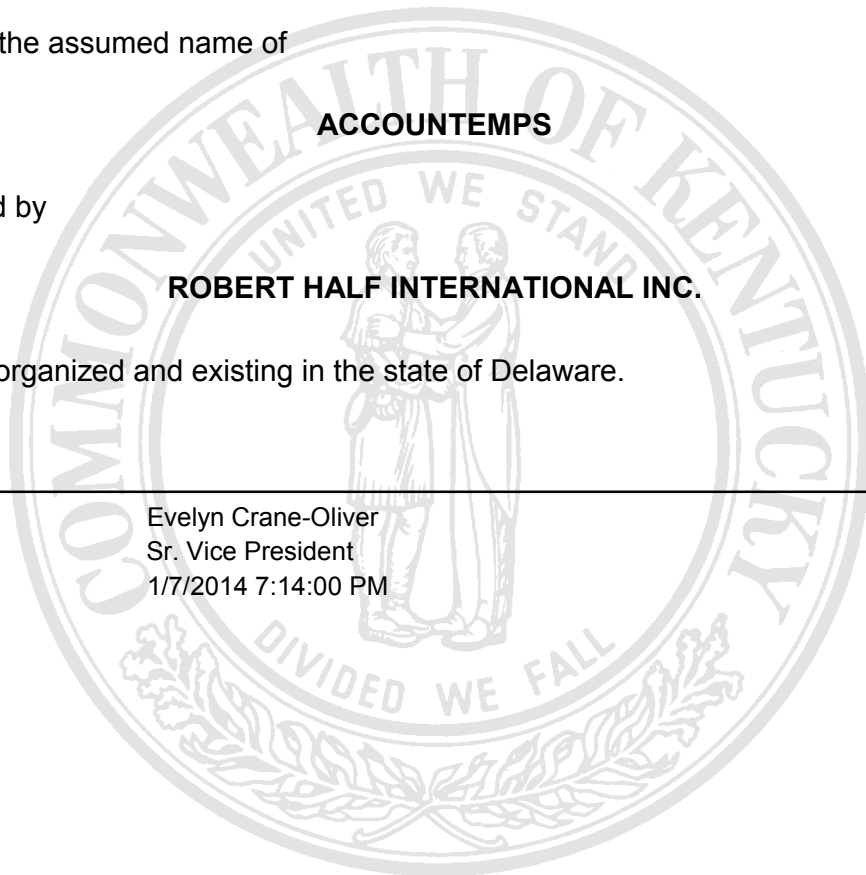 the assumed name of
ACCOUNTEMPS
d by
ROBERT HALF INTERNATIONAL INC.
organized and existing in the state of Delaware.
Evelyn Crane-Oliver
Sr. Vice President
1/7/2014 7:14:00 PM
COMMONWEALTH OF KENTUCKY
UNITED WE STAND
DIVIDED WE FALL